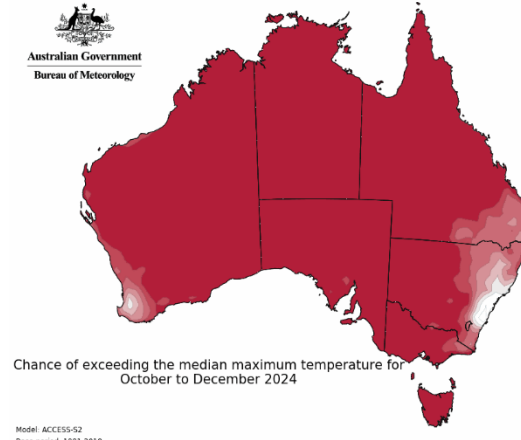 Australian Government
Bureau of Meteorology
Chance of exceeding the median maximum temperature for
October to December 2024
Model: ACCESS-S2